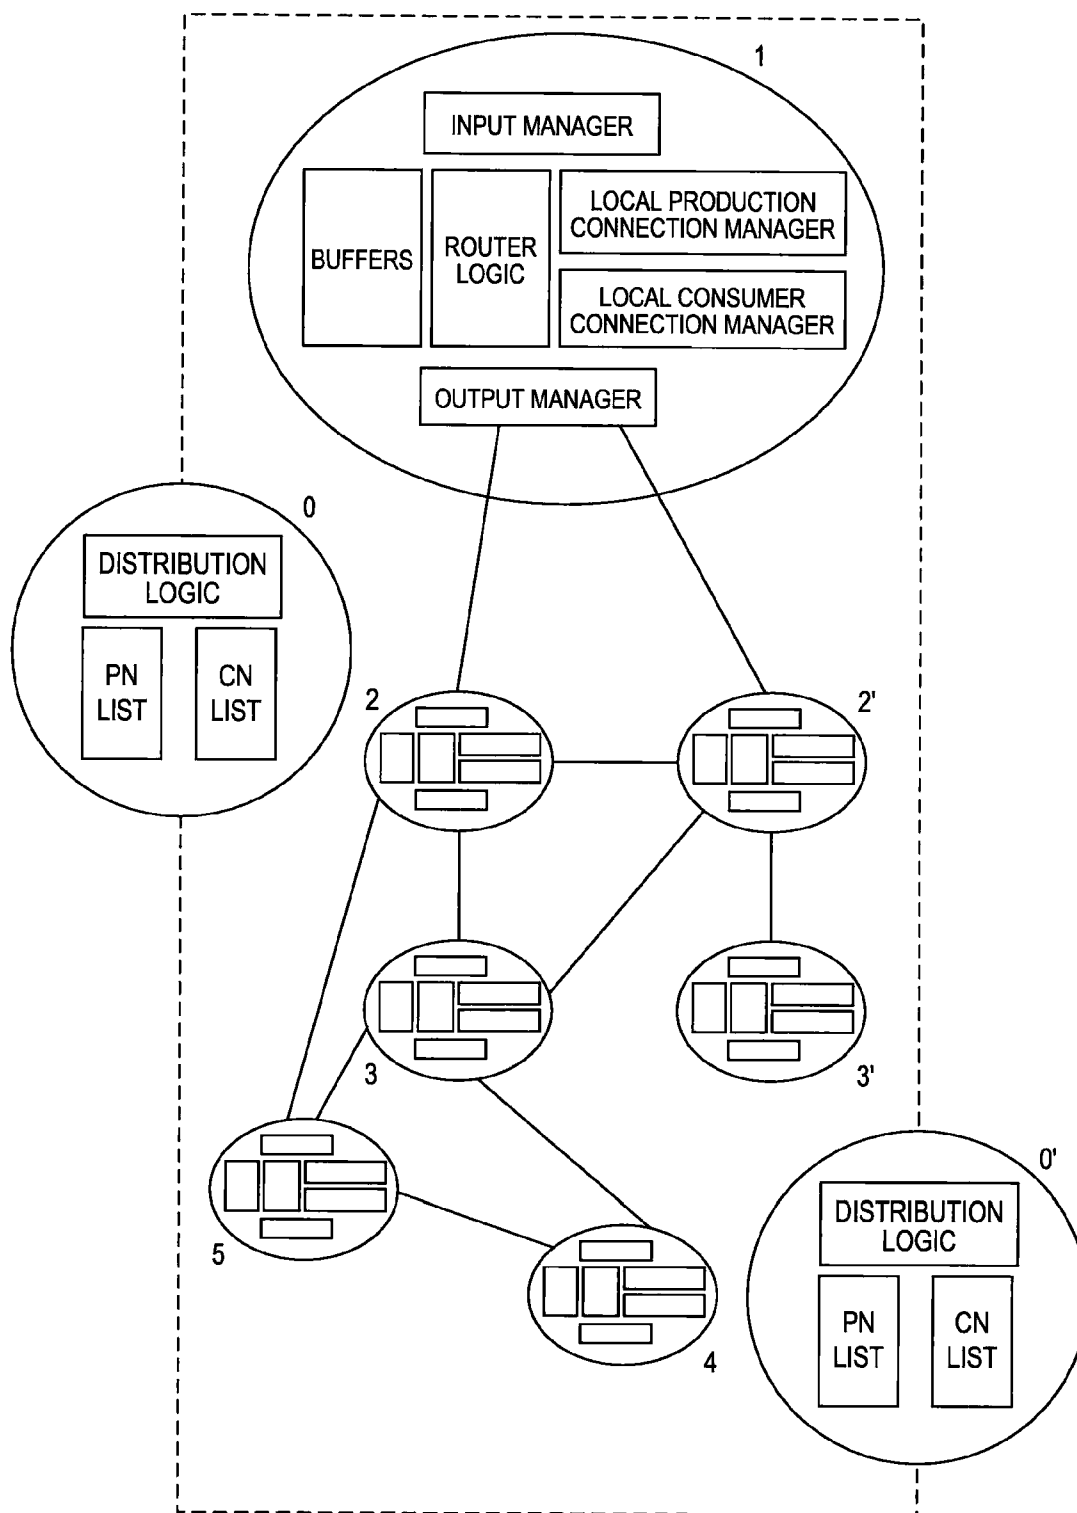 1
INPUT MANAGER
BUFFERS
ROUTER
LOGIC
LOCAL PRODUCTION
CONNECTION MANAGER
LOCAL CONSUMER
CONNECTION MANAGER
OUTPUT MANAGER
0
DISTRIBUTION
LOGIC
PN
LIST
CN
LIST
2
2'
3
3'
5
4
0'
DISTRIBUTION
LOGIC
PN
LIST
CN
LIST